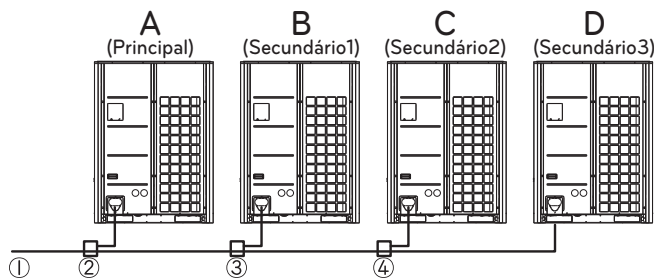 A B C D
(Principal) (Secundário1) (Secundário2) (Secundário3)
① ② ③ ④